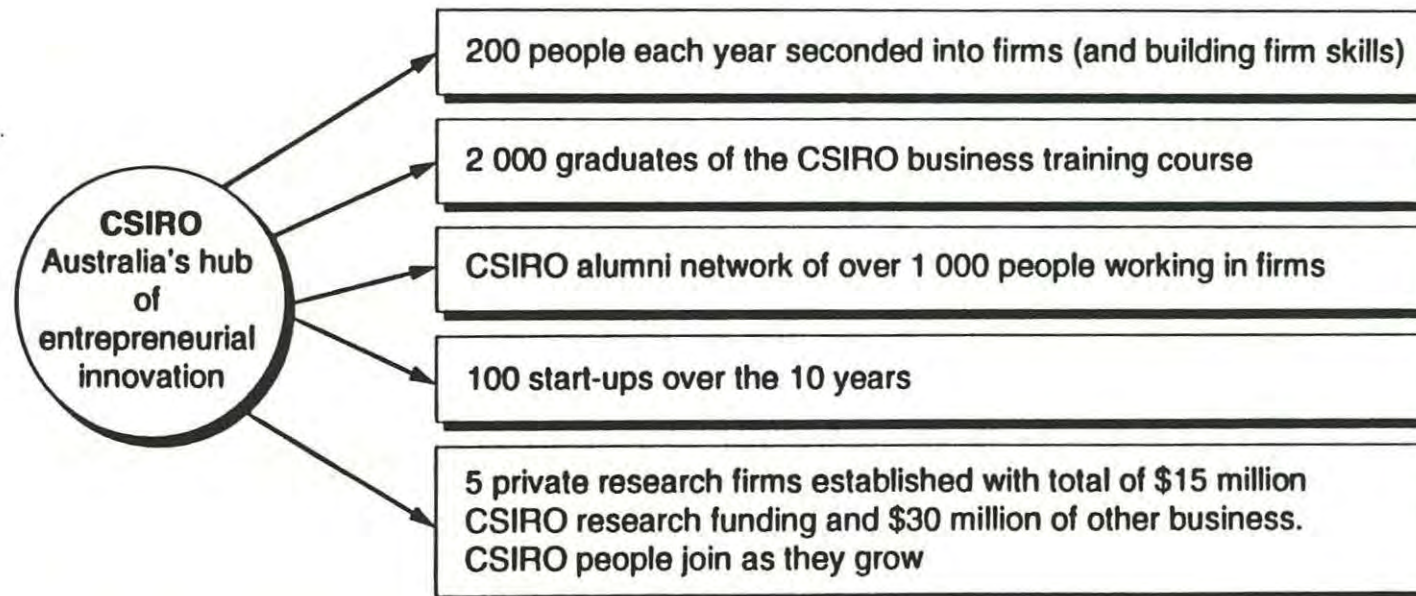 200 people each year seconded into firms (and building firm skills)
2 000 graduates of the CSIRO business training course
CSIRO
Australia's hub
of
entrepreneurial
innovation
CSIRO alumni network of over 1 000 people working in firms
100 start-ups over the 10 years
5 private research firms established with total of $15 million
CSIRO research funding and $30 million of other business.
CSIRO people join as they grow